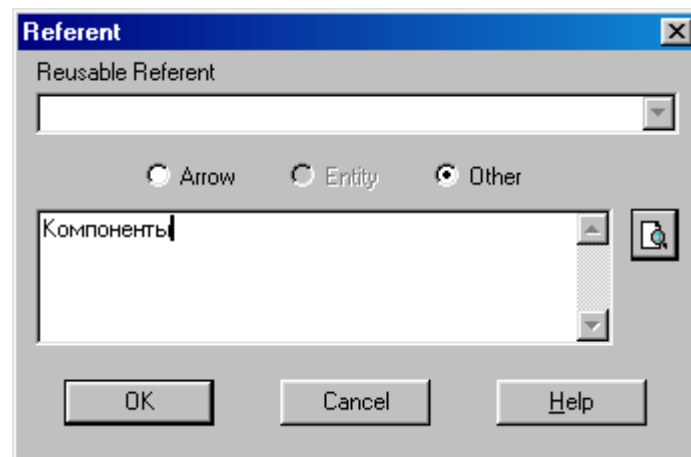 Referent
Reusable Referent
Arrow Entity Other
Компоненты
OK Cancel Help